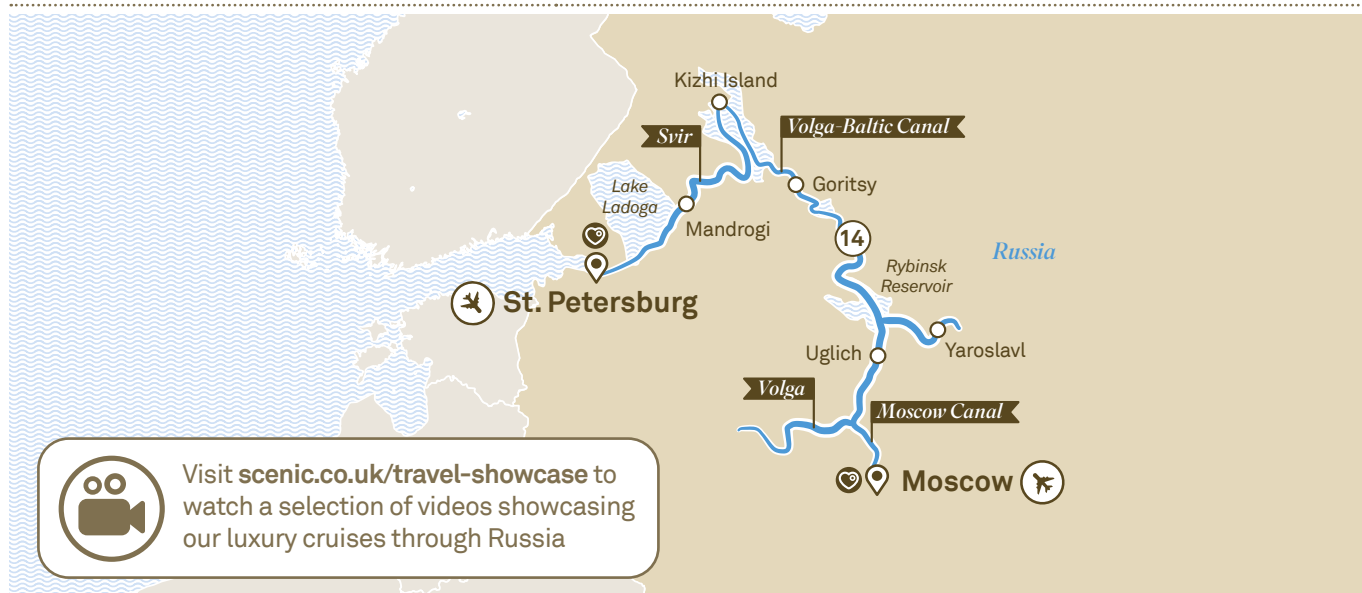 Kizhi Island
Svir
Volga-Baltic Canal
Goritsy
Lake
Ladoga
Mandrogi
14
Russia
Rybinsk
Reservoir
St. Petersburg
Yaroslavl
Uglich
Volga
Moscow Canal
Moscow
Visit scenic.co.uk/travel-showcase to
watch a selection of videos showcasing
our luxury cruises through Russia